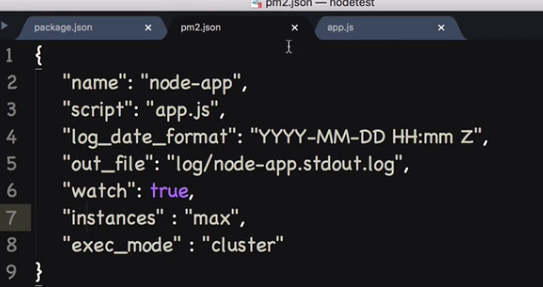 pm2.json — nodetest
package.json × pm2.json × app.js ×
1 {
2 "name": "node-app",
3 "script": "app.js",
4 "log_date_format": "YYYY-MM-DD HH:mm Z",
5 "out_file": "log/node-app.stdout.log",
6 "watch": true,
7 "instances" : "max",
8 "exec_mode" : "cluster"
9 }